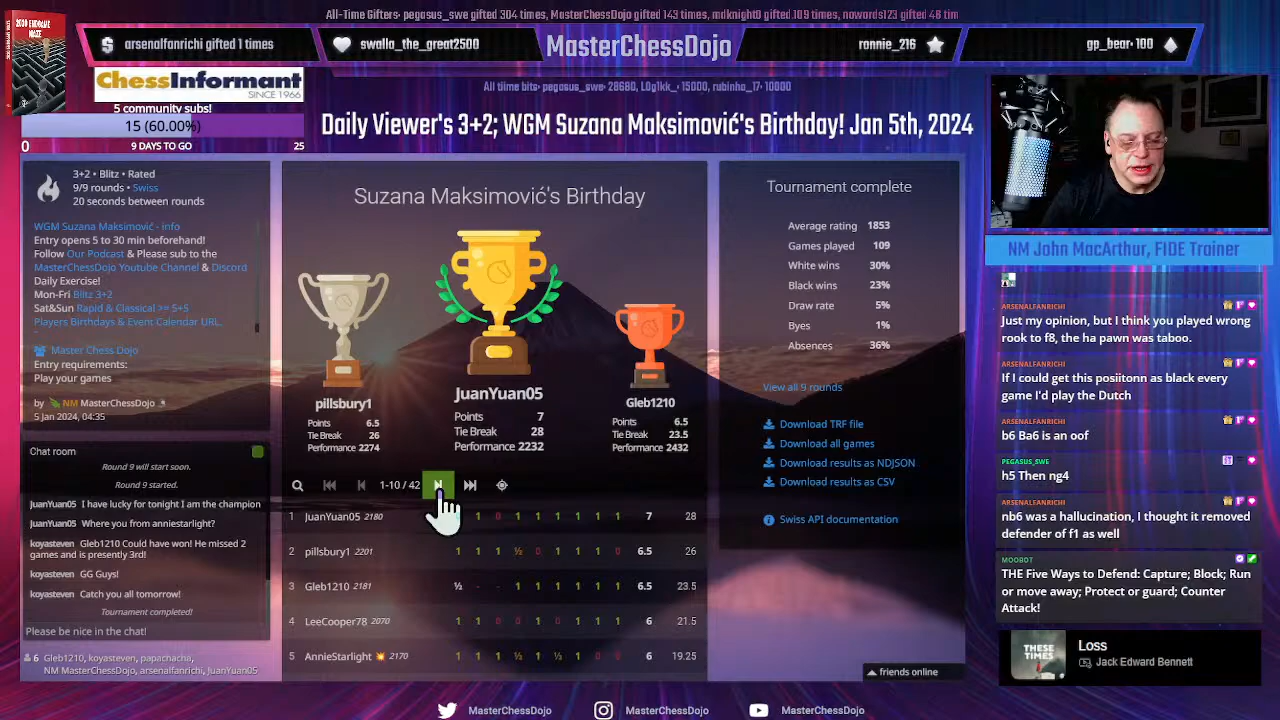 All-Time Gifters· pegasus_swe gifted 304 times, MasterChessDojo gifted 143 times, mdknight0 gifted 109 times, nowards123 gifted 46 tim
2020 ENDGAME
arsenalfanrichi gifted 1 times
swalla_the_great2500
MasterChessDojo
rannie_216
gp_bear· 100
ChessInformant
SINCE 1966
All time bits· pegasus_swe· 28680, L0g1kk_· 15000, rubinho_17· 10000
5 community subs!
15 (60.00%)
0
9 DAYS TO GO
25
Daily Viewer's 3+2; WGM Suzana Maksimović's Birthday! Jan 5th, 2024
3+2 • Blitz • Rated
9/9 rounds • Swiss
20 seconds between rounds
WGM Suzana Maksimović - info
Entry opens 5 to 30 min beforehand!
Follow Our Podcast & Please sub to the
MasterChessDojo Youtube Channel & Discord
Daily Exercise!
Mon-Fri Blitz 3+2
Sat&Sun Rapid & Classical >= 5+5
Players Birthdays & Event Calendar URL.
Master Chess Dojo
Entry requirements:
Play your games
by NM MasterChessDojo
5 Jan 2024, 04:35
Chat room
Round 9 will start soon.
Round 9 started.
JuanYuan05 I have lucky for tonight I am the champion
JuanYuan05 Where you from anniestarlight?
koyasteven Gleb1210 Could have won! He missed 2
games and is presently 3rd!
koyasteven GG Guys!
koyasteven Catch you all tomorrow!
Tournament completed!
Please be nice in the chat!
6 Gleb1210, koyasteven, papachacha,
NM MasterChessDojo, arsenalfanrichi, JuanYuan05
Suzana Maksimović's Birthday
pillsbury1
Points 6.5
Tie Break 26
Performance 2274
JuanYuan05
Points 7
Tie Break 28
Performance 2232
Gleb1210
Points 6.5
Tie Break 23.5
Performance 2432
1-10 / 42
1 JuanYuan05 2180 1 0 1 1 1 1 1 1 7 28
2 pillsbury1 2201 1 1 1 ½ 0 1 1 1 0 6.5 26
3 Gleb1210 2181 ½ - - 1 1 1 1 1 1 6.5 23.5
4 LeeCooper78 2070 1 1 0 0 1 0 1 1 1 6 21.5
5 AnnieStarlight 2170 1 1 1 ½ 1 ½ 1 0 0 6 19.25
Tournament complete
Average rating 1853
Games played 109
White wins 30%
Black wins 23%
Draw rate 5%
Byes 1%
Absences 36%
View all 9 rounds
Download TRF file
Download all games
Download results as NDJSON
Download results as CSV
Swiss API documentation
friends online
NM John MacArthur, FIDE Trainer
ARSENALFANRICHI
Just my opinion, but I think you played wrong
rook to f8, the ha pawn was taboo.
ARSENALFANRICHI
If I could get this posiitonn as black every
game I'd play the Dutch
ARSENALFANRICHI
b6 Ba6 is an oof
PEGASUS_SWE
h5 Then ng4
ARSENALFANRICHI
nb6 was a hallucination, I thought it removed
defender of f1 as well
MOOBOT
THE Five Ways to Defend: Capture; Block; Run
or move away; Protect or guard; Counter
Attack!
THESE
TIMES
Loss
Jack Edward Bennett
MasterChessDojo
MasterChessDojo
MasterChessDojo